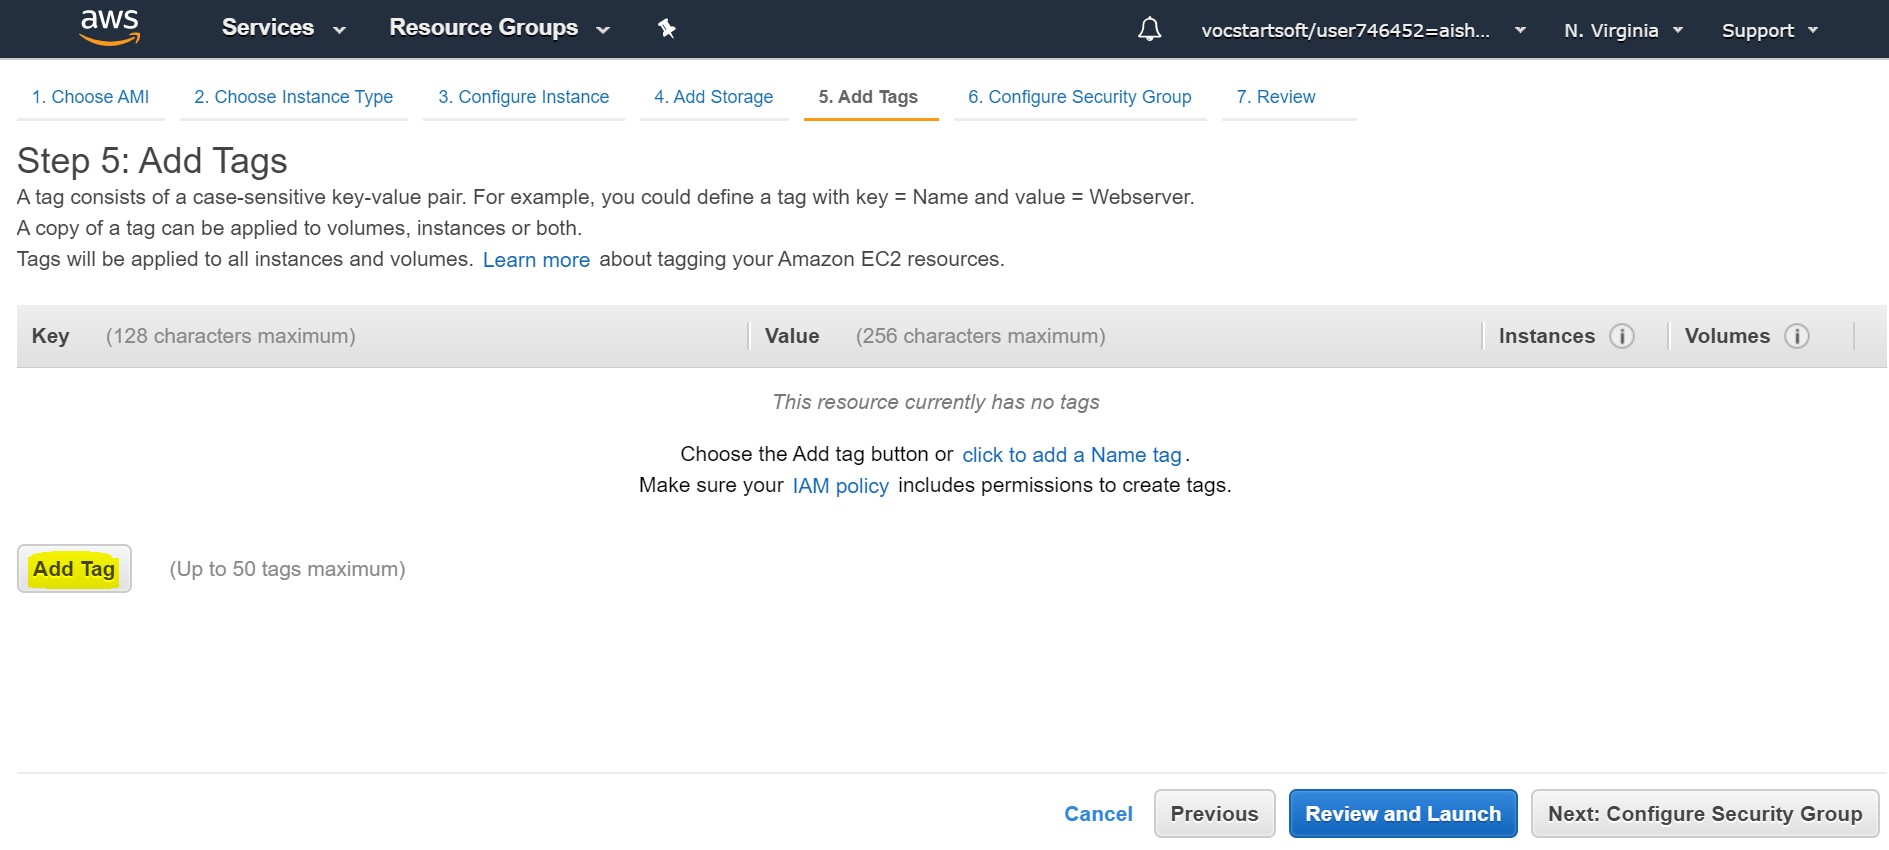 aws Services Resource Groups vocstartsoft/user746452=aish... N. Virginia Support
1. Choose AMI 2. Choose Instance Type 3. Configure Instance 4. Add Storage 5. Add Tags 6. Configure Security Group 7. Review
Step 5: Add Tags
A tag consists of a case-sensitive key-value pair. For example, you could define a tag with key = Name and value = Webserver.
A copy of a tag can be applied to volumes, instances or both.
Tags will be applied to all instances and volumes. Learn more about tagging your Amazon EC2 resources.
Key (128 characters maximum) Value (256 characters maximum) Instances i Volumes i
This resource currently has no tags
Choose the Add tag button or click to add a Name tag.
Make sure your IAM policy includes permissions to create tags.
Add Tag (Up to 50 tags maximum)
Cancel Previous Review and Launch Next: Configure Security Group